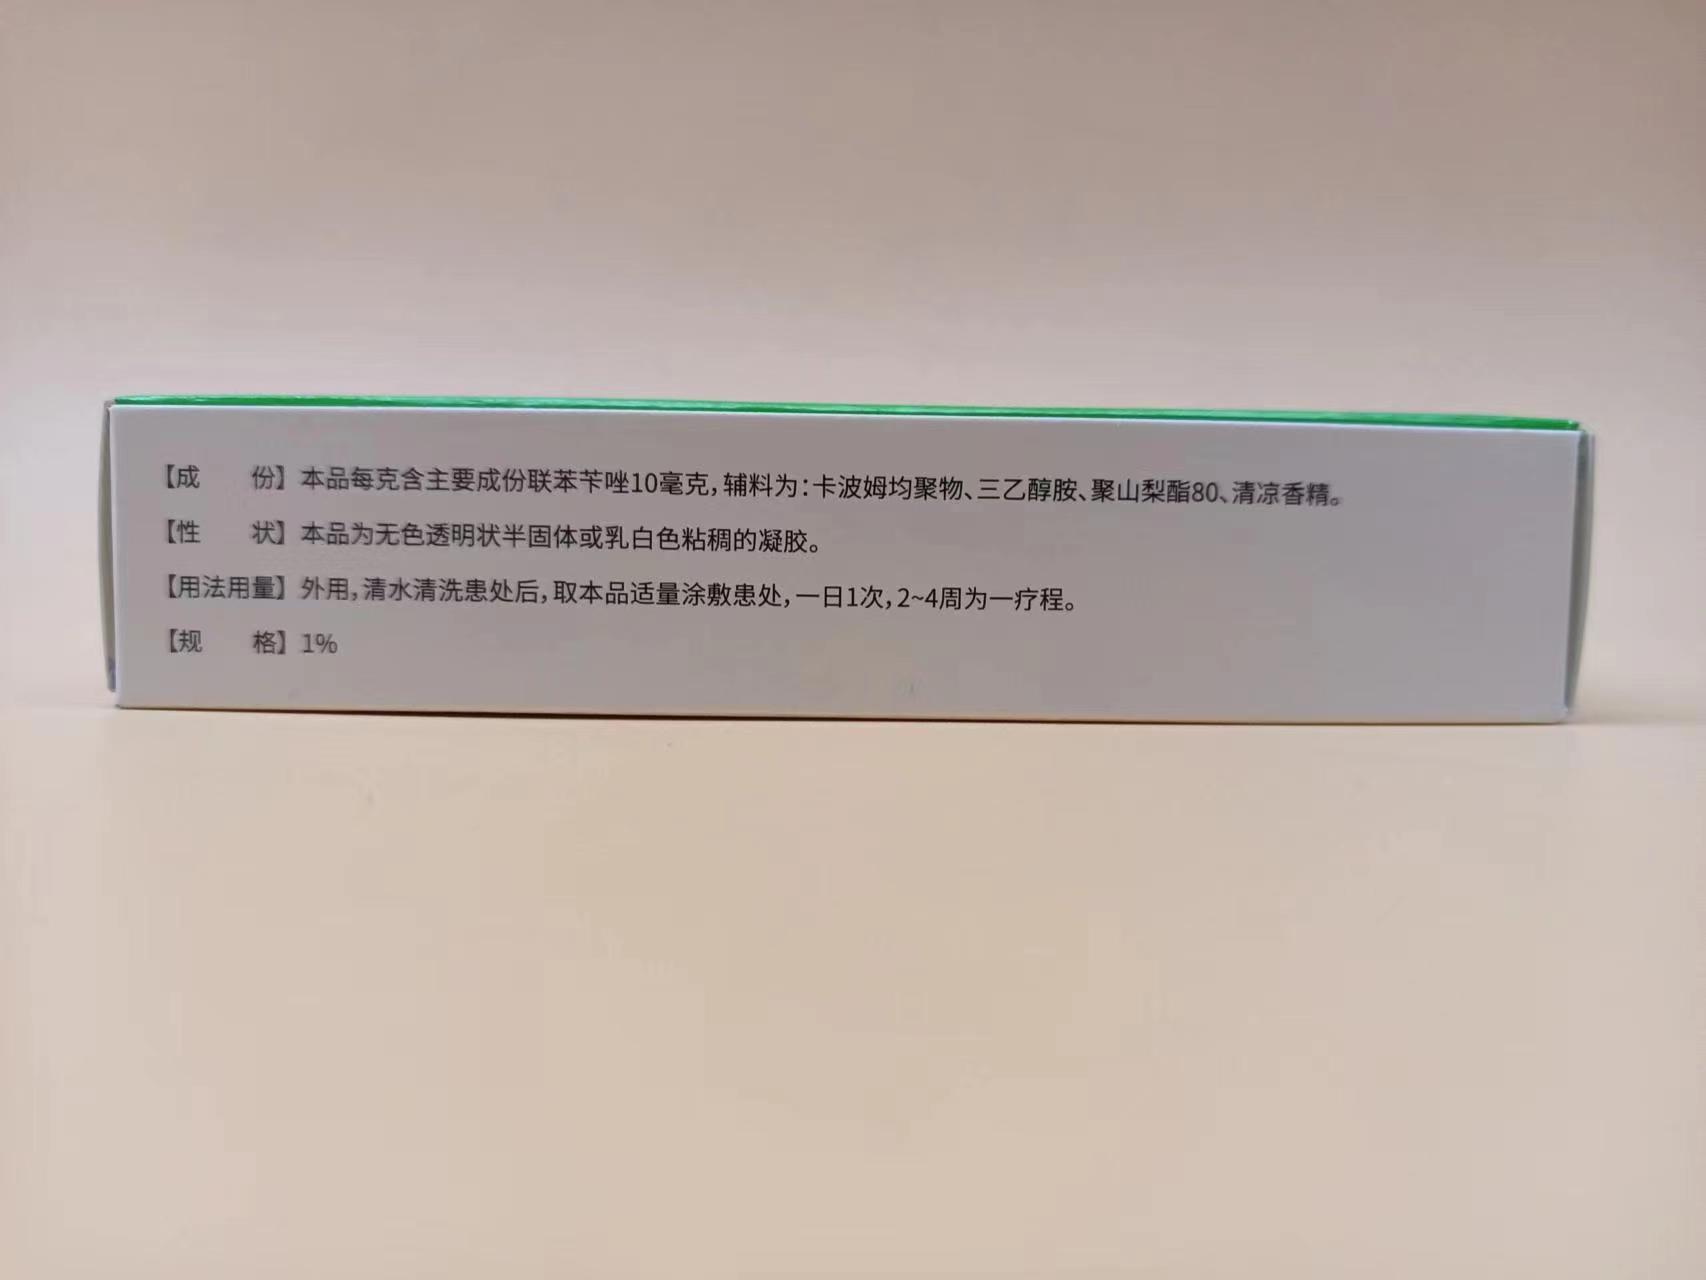 【成　　份】本品每克含主要成份联苯苄唑10毫克，辅料为：卡波姆均聚物、三乙醇胺、聚山梨酯80、清凉香精。
【性　　状】本品为无色透明状半固体或乳白色粘稠的凝胶。
【用法用量】外用，清水清洗患处后，取本品适量涂敷患处，一日1次，2~4周为一疗程。
【规　　格】1%